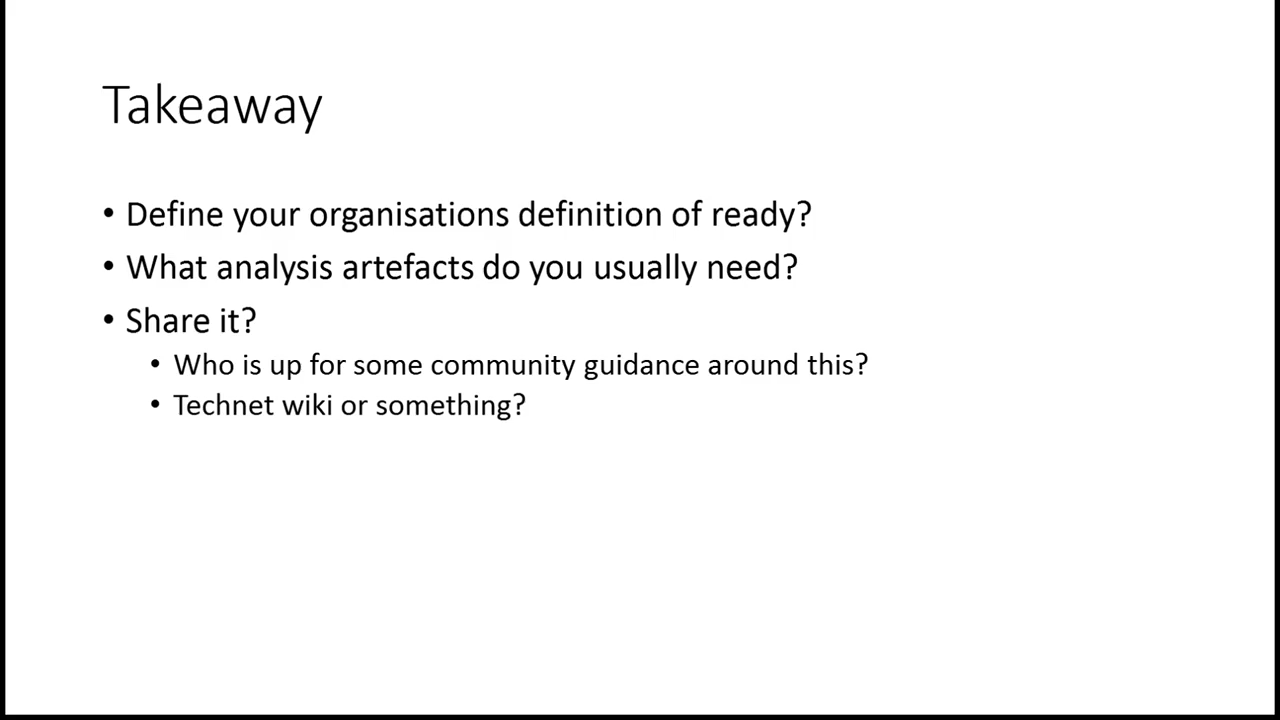 Takeaway
• Define your organisations definition of ready?
• What analysis artefacts do you usually need?
• Share it?
• Who is up for some community guidance around this?
• Technet wiki or something?